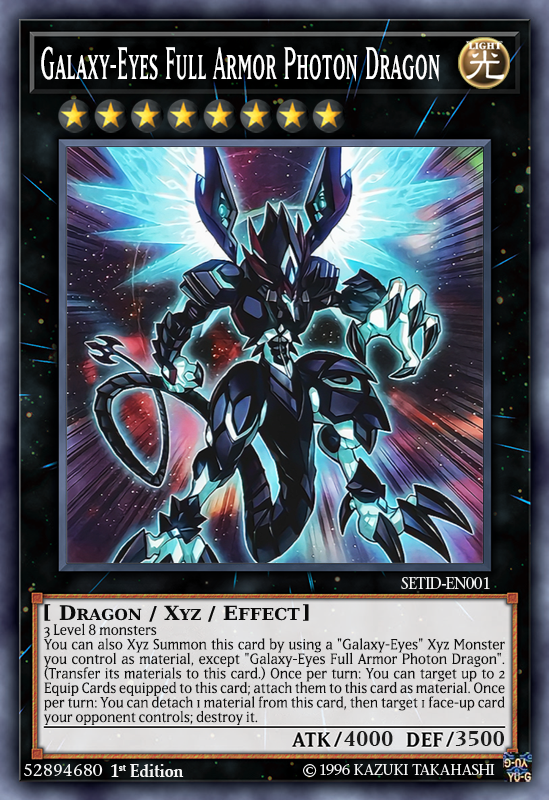 Galaxy-Eyes Full Armor Photon Dragon
LIGHT
光
SETID-EN001
[ Dragon / Xyz / Effect ]
3 Level 8 monsters
You can also Xyz Summon this card by using a "Galaxy-Eyes" Xyz Monster
you control as material, except "Galaxy-Eyes Full Armor Photon Dragon".
(Transfer its materials to this card.) Once per turn: You can target up to 2
Equip Cards equipped to this card; attach them to this card as material. Once
per turn: You can detach 1 material from this card, then target 1 face-up card
your opponent controls; destroy it.
ATK/4000 DEF/3500
52894680 1st Edition © 1996 KAZUKI TAKAHASHI